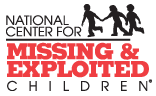 NATIONAL
CENTER FOR
MISSING &
EXPLOITED
CHILDREN®